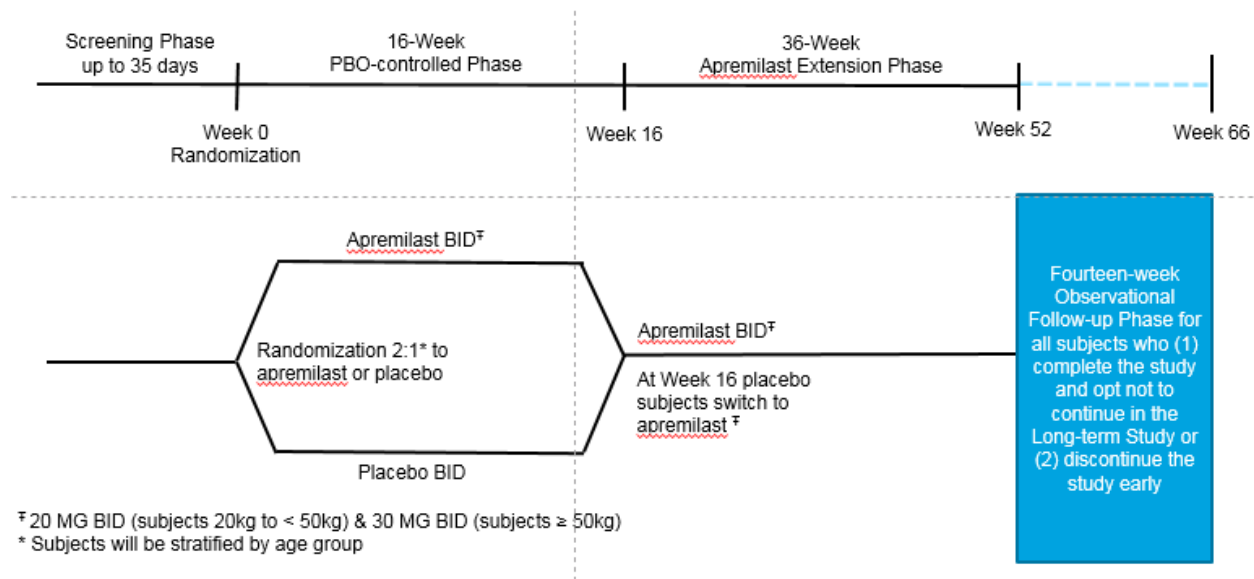 Screening Phase
up to 35 days
16-Week
PBO-controlled Phase
36-Week
Apremilast Extension Phase
Week 0
Randomization
Week 16
Week 52
Week 66
Apremilast BID Ŧ
Randomization 2:1* to
apremilast or placebo
Placebo BID
Apremilast BID Ŧ
At Week 16 placebo
subjects switch to
apremilast Ŧ
Fourteen-week
Observational
Follow-up Phase for
all subjects who (1)
complete the study
and opt not to
continue in the
Long-term Study or
(2) discontinue the
study early
Ŧ 20 MG BID (subjects 20kg to < 50kg) & 30 MG BID (subjects ≥ 50kg)
* Subjects will be stratified by age group